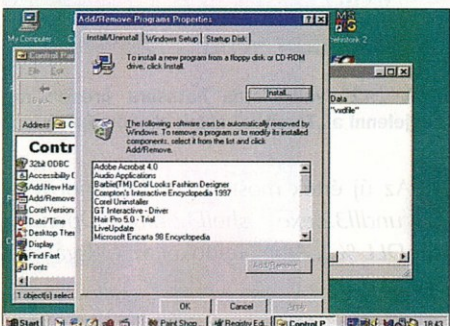 My Computer
Add/Remove Programs Properties
Install/Uninstall
Windows Setup
Startup Disk
To install a new program from a floppy disk or CD-ROM
drive, click Install.
Install...
The following software can be automatically removed by
Windows. To remove a program or to modify its installed
components, select it from the list and click
Add/Remove.
Adobe Acrobat 4.0
Audio Applications
Barbie(TM) Cool Looks Fashion Designer
Compton's Interactive Encyclopedia 1997
Corel Uninstaller
GT Interactive - Driver
Hair Pro 5.0 - Trial
LiveUpdate
Microsoft Encarta 98 Encyclopedia
Add/Remove...
OK
Cancel
Apply
Control Pan
File
Address
C
Contr
32bit ODBC
Accessibility
Add New Har
Add/Remove
Corel Version
Date/Time
Desktop Them
Display
Find Fast
Fonts
1 object(s) select
Data
"vxdfile"
Start
Paint Shop
Registry Edi
Control P
18:43